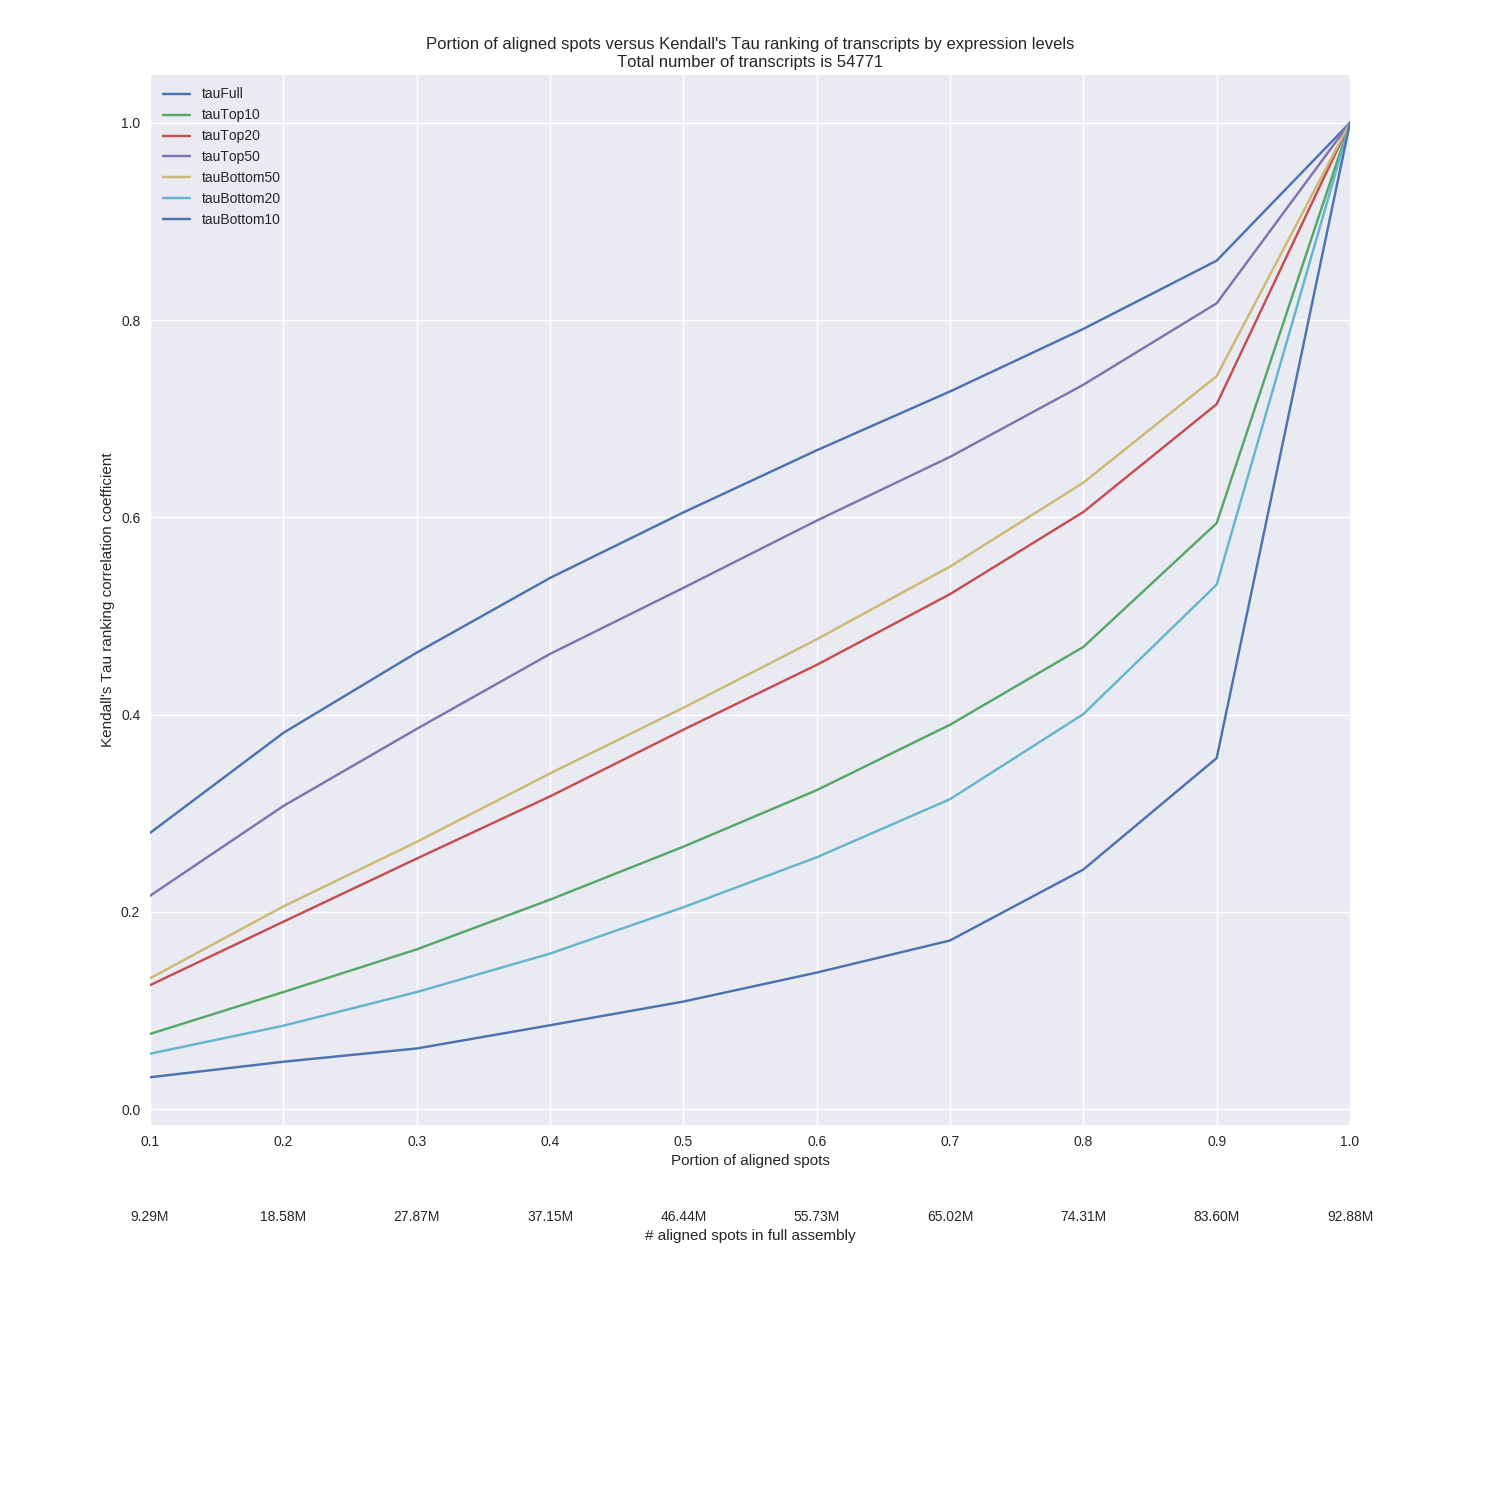 Portion of aligned spots versus Kendall's Tau ranking of transcripts by expression levels
Total number of transcripts is 54771
tauFull
tauTop10
tauTop20
tauTop50
tauBottom50
tauBottom20
tauBottom10
1.0
0.8
0.6
0.4
0.2
0.0
Kendall's Tau ranking correlation coefficient
0.1 0.2 0.3 0.4 0.5 0.6 0.7 0.8 0.9 1.0
Portion of aligned spots
9.29M 18.58M 27.87M 37.15M 46.44M 55.73M 65.02M 74.31M 83.60M 92.88M
# aligned spots in full assembly